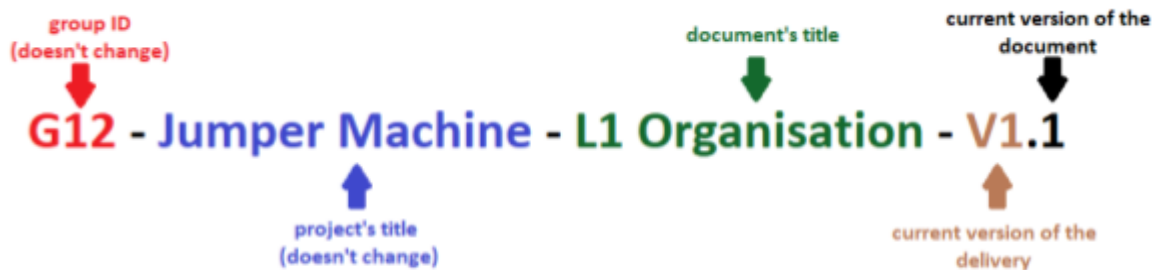 group ID
(doesn't change)
document's title
current version of the
document
G12 - Jumper Machine - L1 Organisation - V1.1
project's title
(doesn't change)
current version of the
delivery